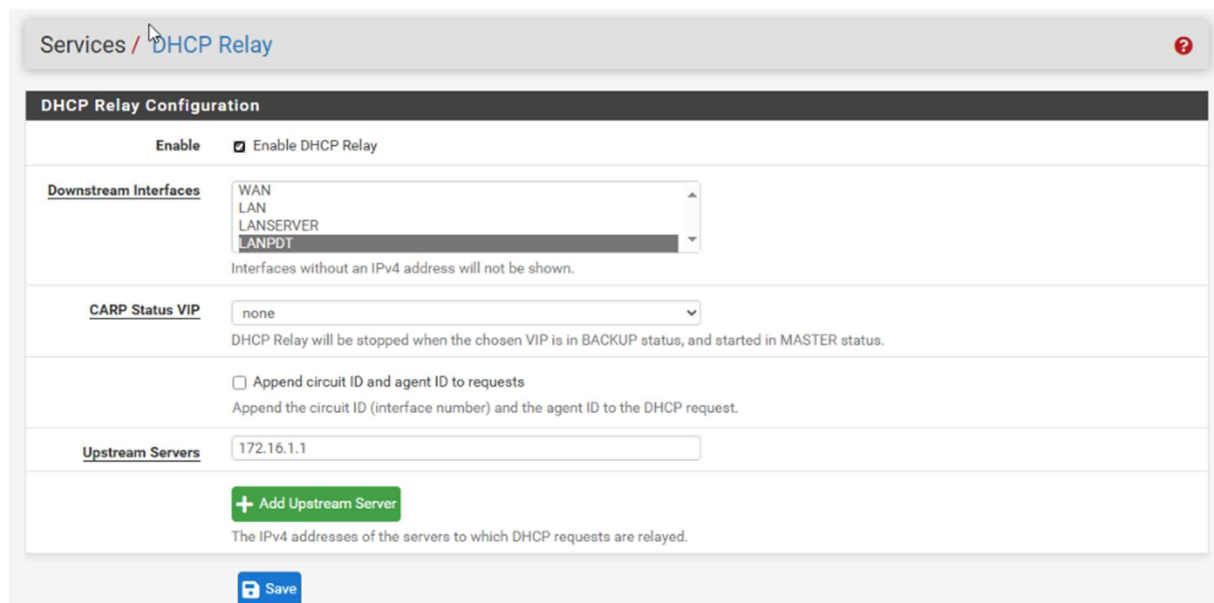 Services / DHCP Relay
DHCP Relay Configuration
Enable Enable DHCP Relay
Downstream Interfaces WAN
LAN
LANSERVER
LANPDT
Interfaces without an IPv4 address will not be shown.
CARP Status VIP none
DHCP Relay will be stopped when the chosen VIP is in BACKUP status, and started in MASTER status.
Append circuit ID and agent ID to requests
Append the circuit ID (interface number) and the agent ID to the DHCP request.
Upstream Servers 172.16.1.1
Add Upstream Server
The IPv4 addresses of the servers to which DHCP requests are relayed.
Save